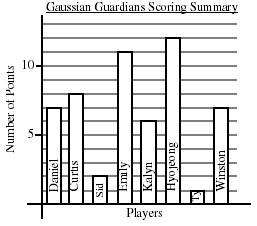 Gaussian Guardians Scoring Summary
Number of Points
10
5
Daniel
Curtis
Sid
Emily
Kalyn
Hyojeong
Ty
Winston
Players